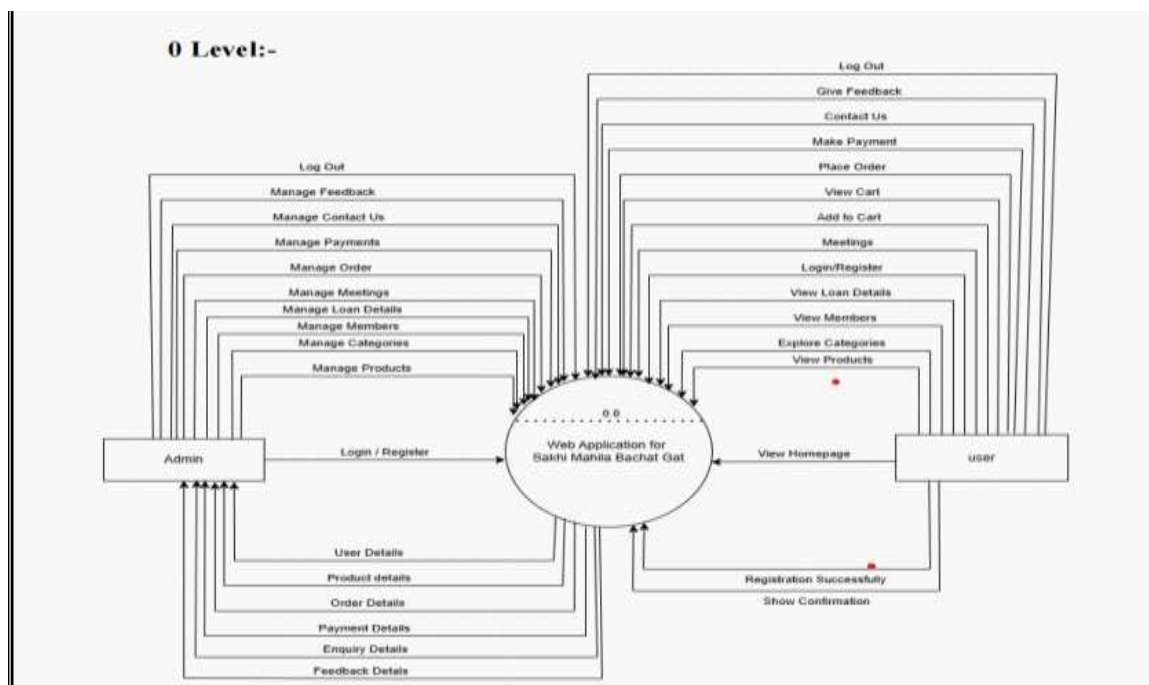 0 Level:-
Log Out
Give Feedback
Contact Us
Make Payment
Place Order
View Cart
Add to Cart
Meetings
Login/Register
View Loan Details
View Members
Explore Categories
View Products
Log Out
Manage Feedback
Manage Contact Us
Manage Payments
Manage Order
Manage Meetings
Manage Loan Details
Manage Members
Manage Categories
Manage Products
0.0
Web Application for
Sakhi Mahila Bachat Gat
Admin
Login / Register
View Homepage
user
User Details
Product details
Order Details
Payment Details
Enquiry Details
Feedback Detals
Registration Successfully
Show Confirmation